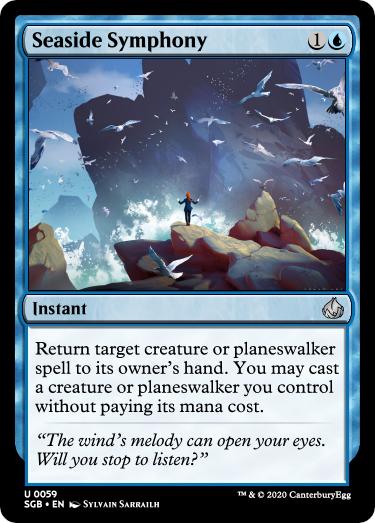 Seaside Symphony 1
Instant
Return target creature or planeswalker
spell to its owner's hand. You may cast
a creature or planeswalker you control
without paying its mana cost.
“The wind's melody can open your eyes.
Will you stop to listen?”
U 0059
SGB • EN Sylvain Sarrailh
™ & © 2020 CanterburyEgg